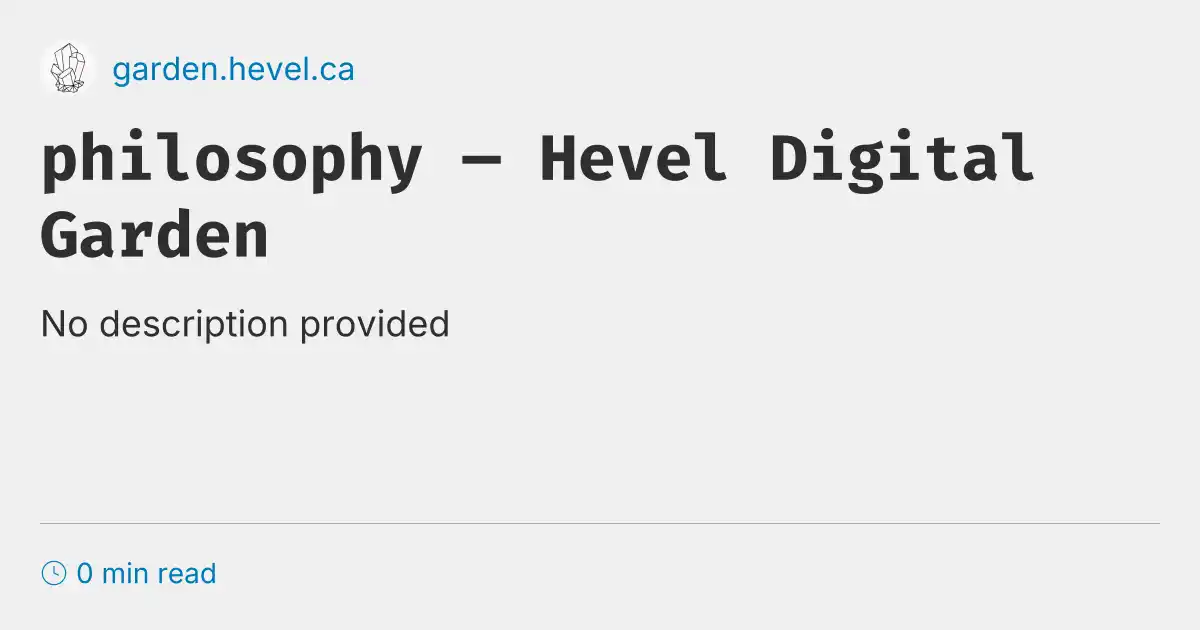 garden.hevel.ca
philosophy — Hevel Digital
Garden
No description provided
0 min read